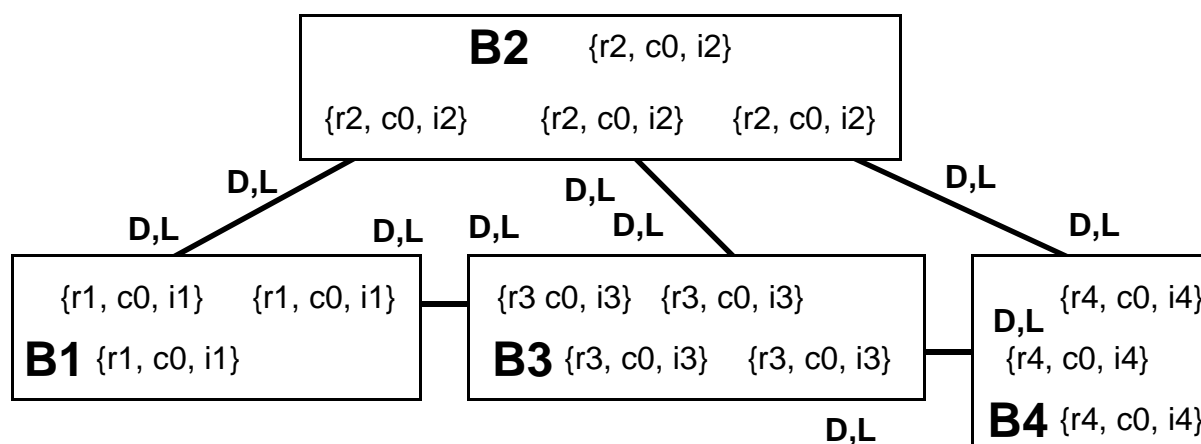 B2 {r2, c0, i2}
{r2, c0, i2} {r2, c0, i2} {r2, c0, i2}
D,L D,L D,L
D,L D,L D,L D,L D,L
{r1, c0, i1} {r1, c0, i1} {r3 c0, i3} {r3, c0, i3} {r4, c0, i4}
D,L
B1 {r1, c0, i1} B3 {r3, c0, i3} {r3, c0, i3} {r4, c0, i4}
B4 {r4, c0, i4}
D,L